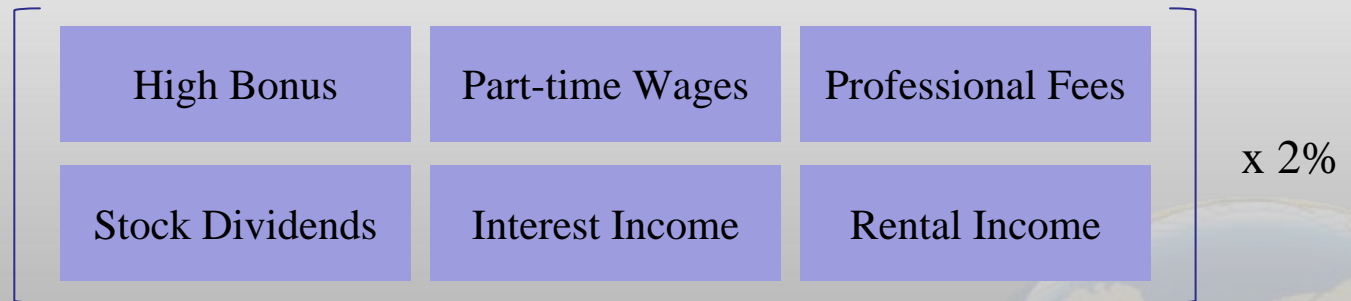 High Bonus
Part-time Wages
Professional Fees
x 2%
Stock Dividends
Interest Income
Rental Income